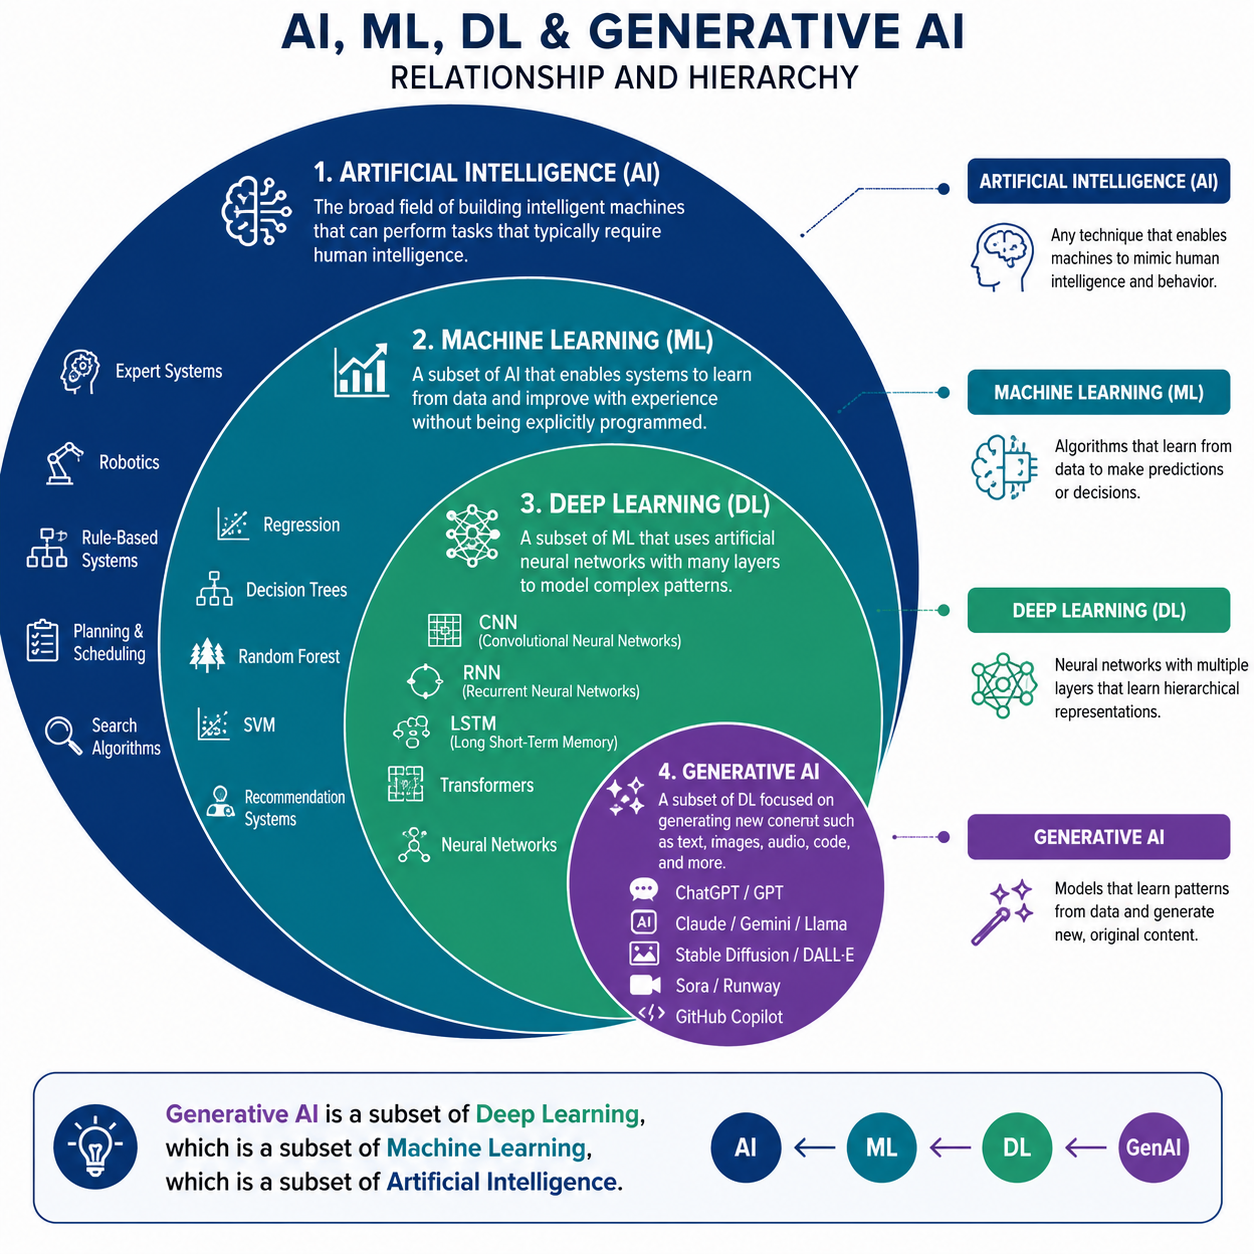 AI, ML, DL & GENERATIVE AI
RELATIONSHIP AND HIERARCHY
1. ARTIFICIAL INTELLIGENCE (AI)
The broad field of building intelligent machines
that can perform tasks that typically require
human intelligence.
Expert Systems
Robotics
Rule-Based
Systems
Planning &
Scheduling
Search
Algorithms
2. MACHINE LEARNING (ML)
A subset of AI that enables systems to learn
from data and improve with experience
without being explicitly programmed.
Regression
Decision Trees
Random Forest
SVM
Recommendation
Systems
3. DEEP LEARNING (DL)
A subset of ML that uses artificial
neural networks with many layers
to model complex patterns.
CNN
(Convolutional Neural Networks)
RNN
(Recurrent Neural Networks)
LSTM
(Long Short-Term Memory)
Transformers
Neural Networks
4. GENERATIVE AI
A subset of DL focused on
generating new such
as text, images, audio, code,
and more.
ChatGPT / GPT
AI
Claude / Gemini / Llama
Stable Diffusion / DALL·E
Sora / Runway
</> GitHub Copilot
ARTIFICIAL INTELLIGENCE (AI)
Any technique that enables
machines to mimic human
intelligence and behavior.
MACHINE LEARNING (ML)
Algorithms that learn from
data to make predictions
or decisions.
DEEP LEARNING (DL)
Neural networks with multiple
layers that learn hierarchical
representations.
GENERATIVE AI
Models that learn patterns
from data and generate
new, original content.
Generative AI is a subset of Deep Learning,
which is a subset of Machine Learning,
which is a subset of Artificial Intelligence.
AI ← ML ← DL ← GenAI